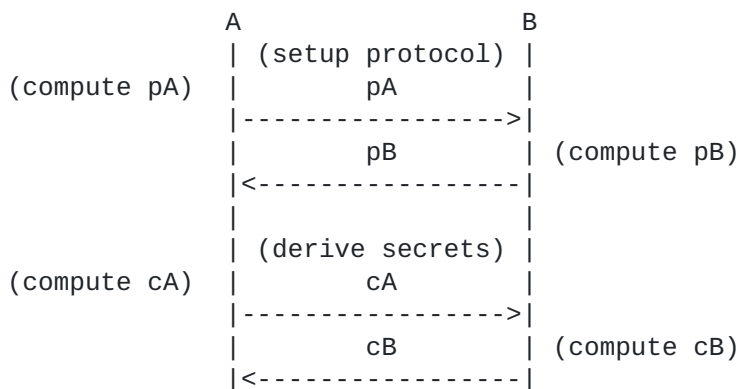 A                 B
| (setup protocol) |
(compute pA)  |        pA        |
|----------------->|
|        pB        | (compute pB)
|<-----------------|
|                  |
| (derive secrets) |
(compute cA)  |        cA        |
|----------------->|
|        cB        | (compute cB)
|<-----------------|